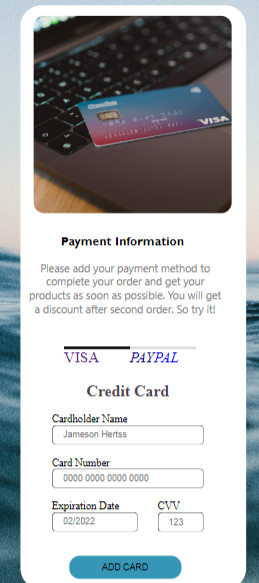 VISA
Payment Information
Please add your payment method to
complete your order and get your
products as soon as possible. You will get
a discount after second order. So try it!
VISA PAYPAL
Credit Card
Cardholder Name
Jameson Hertss
Card Number
0000 0000 0000 0000
Expiration Date CVV
02/2022 123
ADD CARD